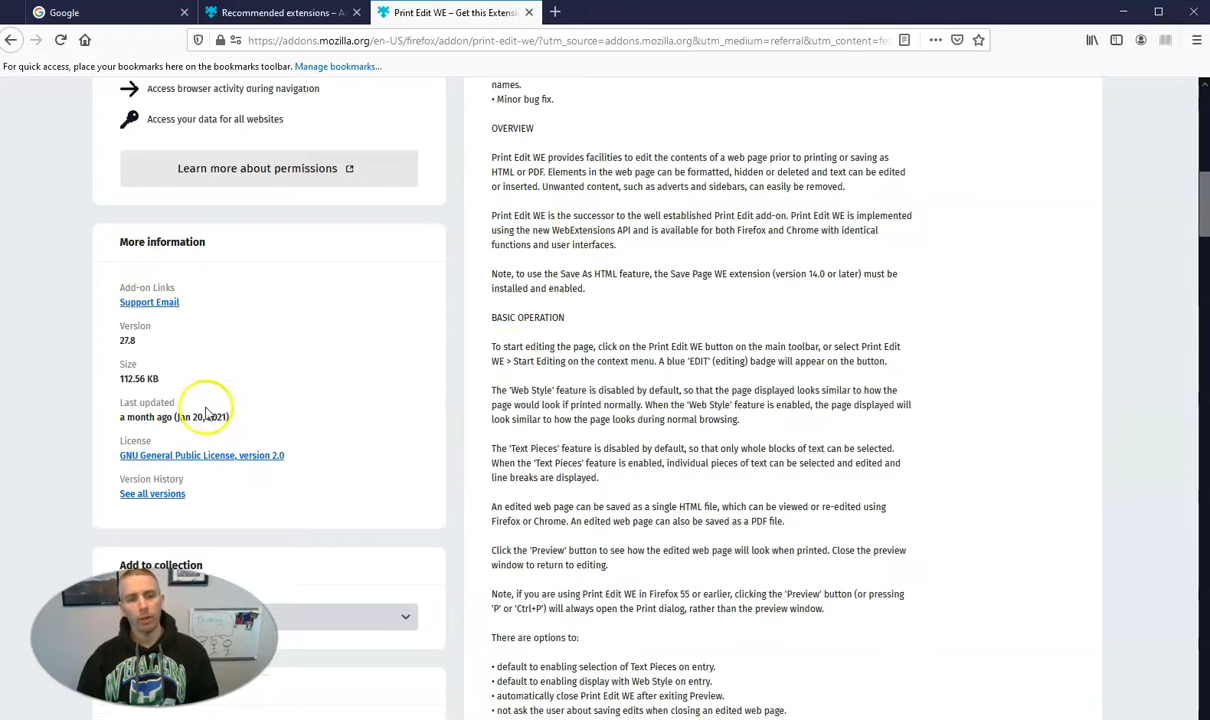 Google
Recommended extensions – A
Print Edit WE – Get this Extensi
https://addons.mozilla.org/en-US/firefox/addon/print-edit-we/?utm_source=addons.mozilla.org&utm_medium=referral&utm_content=fe
For quick access, place your bookmarks here on the bookmarks toolbar. Manage bookmarks...
Access browser activity during navigation
Access your data for all websites
Learn more about permissions
More information
Add-on Links
Support Email
Version
27.8
Size
112.56 KB
Last updated
a month ago (Jan 20, 2021)
License
GNU General Public License, version 2.0
Version History
See all versions
Add to collection
WHALERS
names.
• Minor bug fix.
OVERVIEW
Print Edit WE provides facilities to edit the contents of a web page prior to printing or saving as
HTML or PDF. Elements in the web page can be formatted, hidden or deleted and text can be edited
or inserted. Unwanted content, such as adverts and sidebars, can easily be removed.
Print Edit WE is the successor to the well established Print Edit add-on. Print Edit WE is implemented
using the new WebExtensions API and is available for both Firefox and Chrome with identical
functions and user interfaces.
Note, to use the Save As HTML feature, the Save Page WE extension (version 14.0 or later) must be
installed and enabled.
BASIC OPERATION
To start editing the page, click on the Print Edit WE button on the main toolbar, or select Print Edit
WE > Start Editing on the context menu. A blue 'EDIT' (editing) badge will appear on the button.
The 'Web Style' feature is disabled by default, so that the page displayed looks similar to how the
page would look if printed normally. When the 'Web Style' feature is enabled, the page displayed will
look similar to how the page looks during normal browsing.
The 'Text Pieces' feature is disabled by default, so that only whole blocks of text can be selected.
When the 'Text Pieces' feature is enabled, individual pieces of text can be selected and edited and
line breaks are displayed.
An edited web page can be saved as a single HTML file, which can be viewed or re-edited using
Firefox or Chrome. An edited web page can also be saved as a PDF file.
Click the 'Preview' button to see how the edited web page will look when printed. Close the preview
window to return to editing.
Note, if you are using Print Edit WE in Firefox 55 or earlier, clicking the 'Preview' button (or pressing
'P' or 'Ctrl+P') will always open the Print dialog, rather than the preview window.
There are options to:
• default to enabling selection of Text Pieces on entry.
• default to enabling display with Web Style on entry.
• automatically close Print Edit WE after exiting Preview.
• not ask the user about saving edits when closing an edited web page.